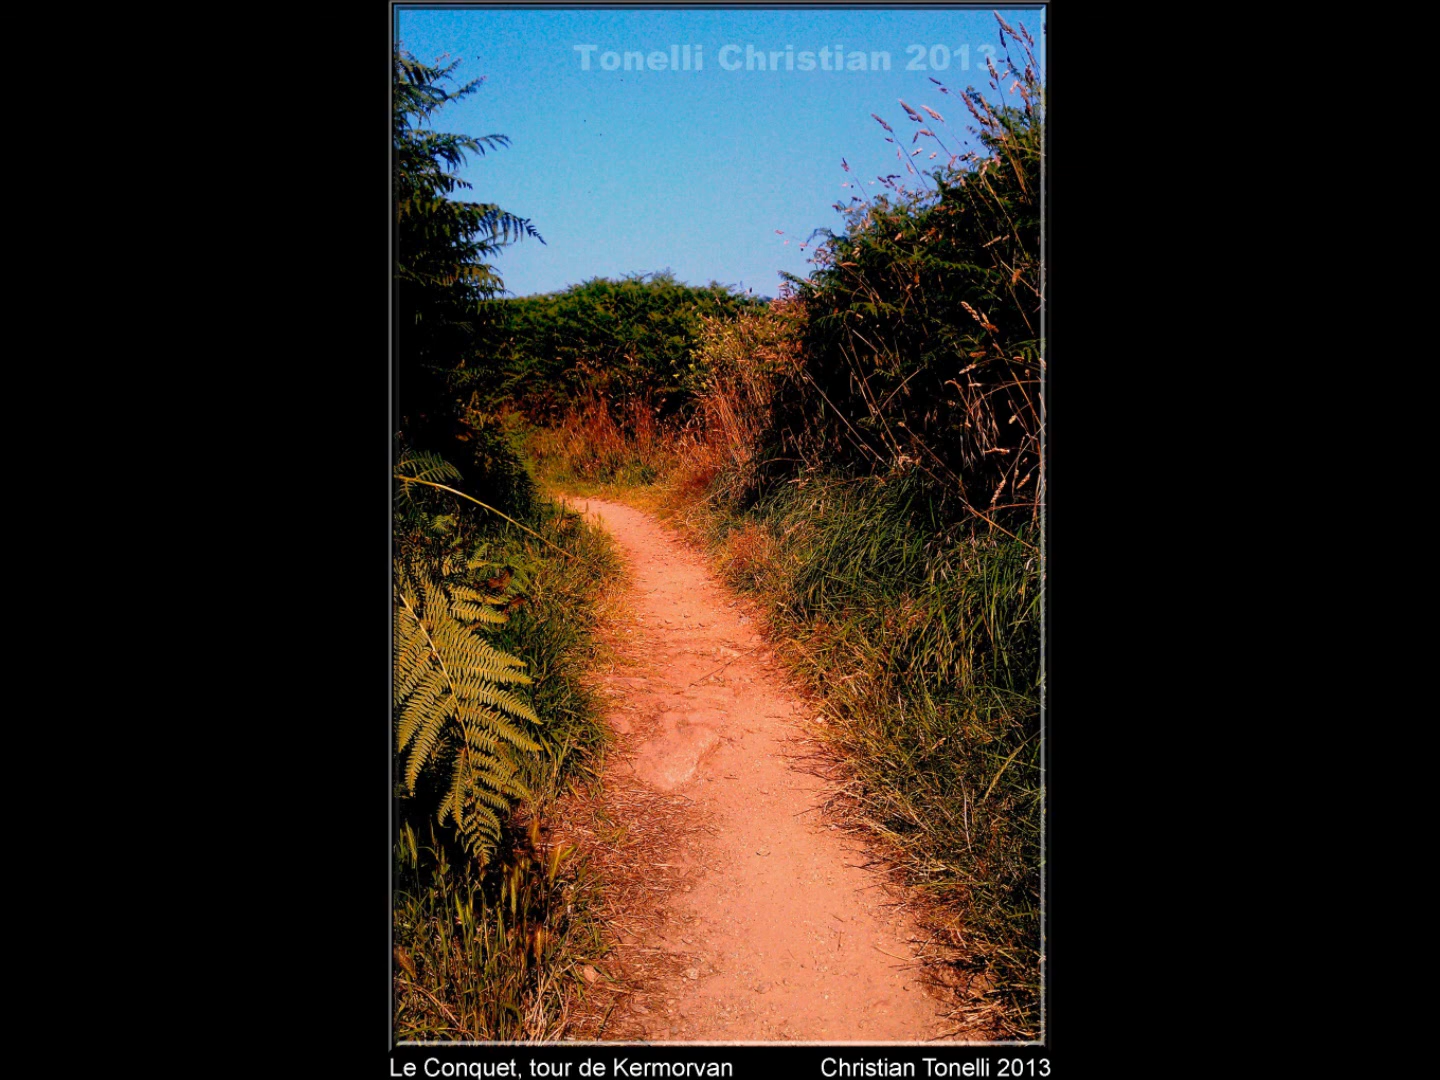 Tonelli Christian 2013
Le Conquet, tour de Kermorvan
Christian Tonelli 2013